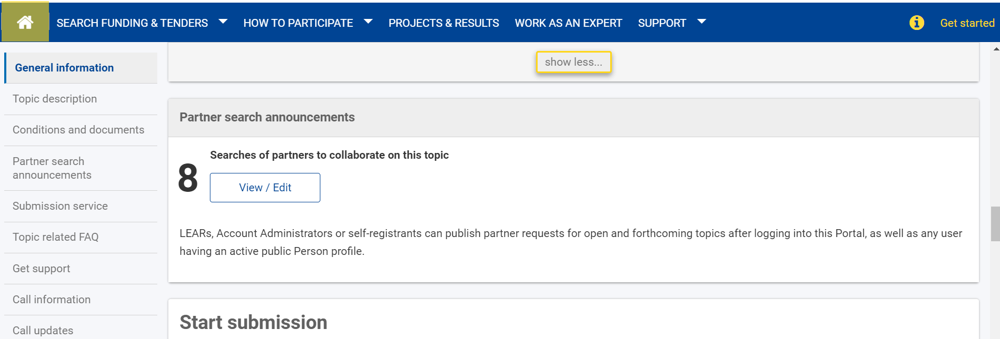 SEARCH FUNDING & TENDERS HOW TO PARTICIPATE PROJECTS & RESULTS WORK AS AN EXPERT SUPPORT Get started
General information
Topic description
Conditions and documents
Partner search
announcements
Submission service
Topic related FAQ
Get support
Call information
Call updates
show less...
Partner search announcements
8
Searches of partners to collaborate on this topic
View / Edit
LEARs, Account Administrators or self-registrants can publish partner requests for open and forthcoming topics after logging into this Portal, as well as any user
having an active public Person profile.
Start submission